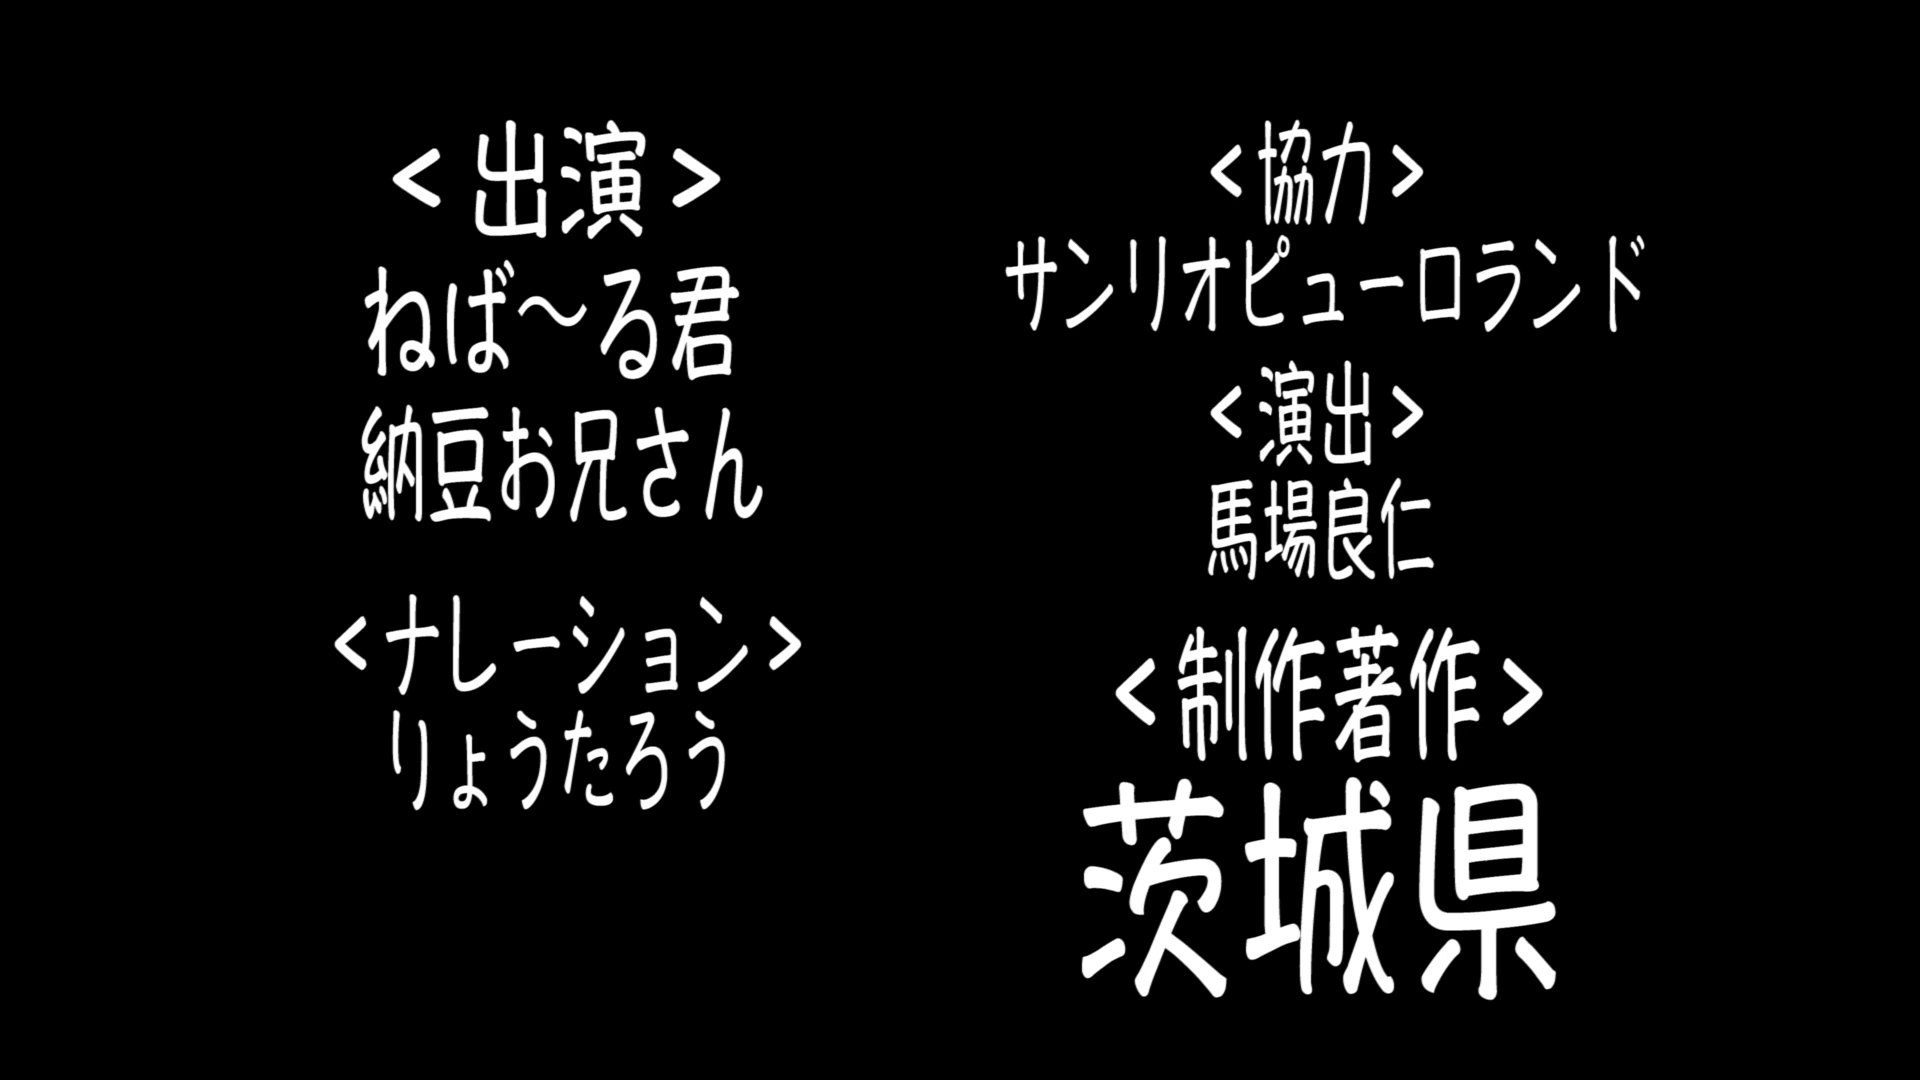 <出演>
ねば〜る君
納豆お兄さん
<ナレーション>
りょうたろう
<協力>
サンリオピューロランド
<演出>
馬場良仁
<制作著作>
茨城県